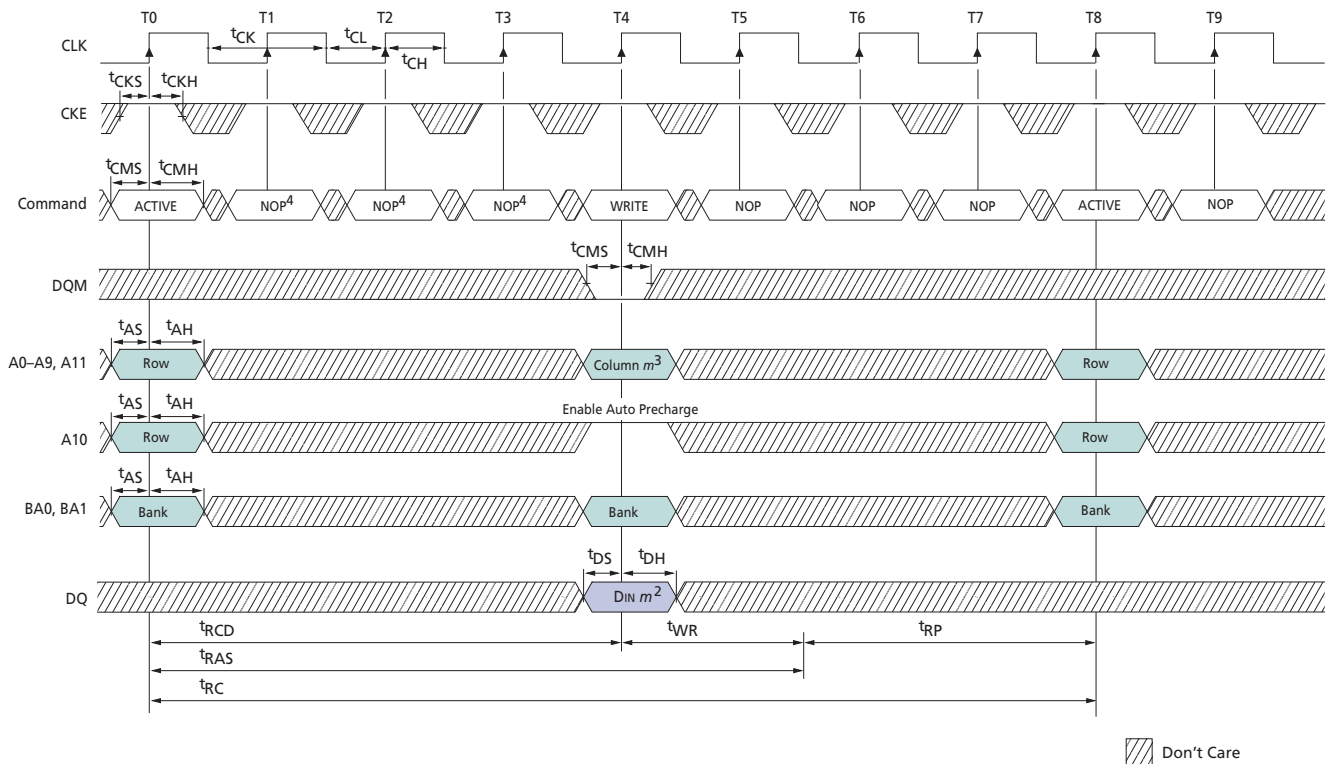 T0 T1 T2 T3 T4 T5 T6 T7 T8 T9
CLK tCK tCL tCH
tCKS tCKH
CKE
tCMS tCMH
Command ACTIVE NOP4 NOP4 NOP4 WRITE NOP NOP NOP ACTIVE NOP
tCMS tCMH
DQM
tAS tAH
A0–A9, A11 Row Column m3 Row
tAS tAH Enable Auto Precharge
A10 Row Row
tAS tAH
BA0, BA1 Bank Bank Bank
tDS tDH
DQ DIN m2
tRCD tWR tRP
tRAS
tRC
Don't Care